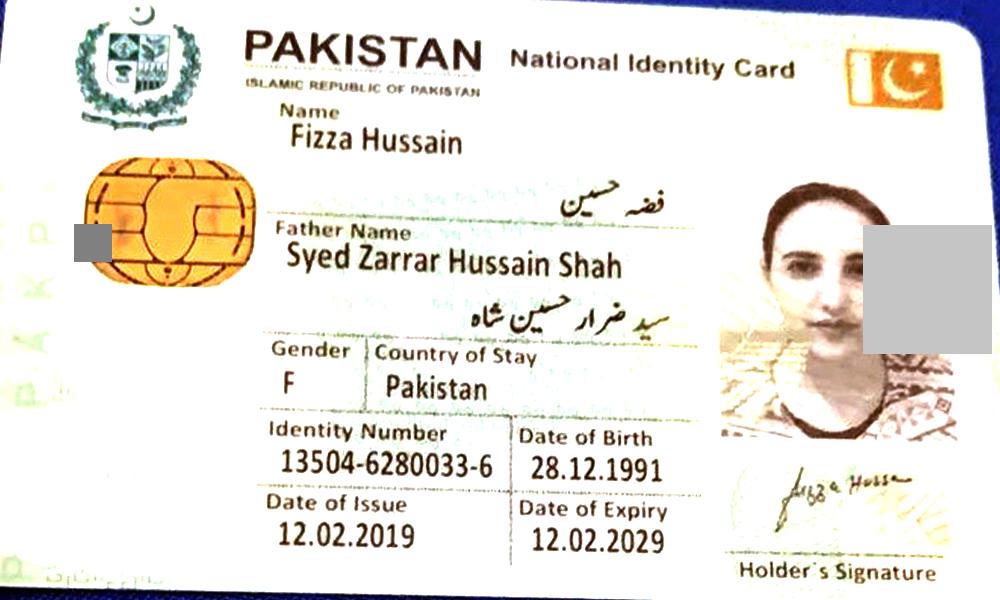 PAKISTAN National Identity Card
ISLAMIC REPUBLIC OF PAKISTAN
Name
Fizza Hussain
فضہ حسین
Father Name
Syed Zarrar Hussain Shah
سید ضرار حسین شاہ
Gender Country of Stay
F Pakistan
Identity Number Date of Birth
13504-6280033-6 28.12.1991
Date of Issue Date of Expiry
12.02.2019 12.02.2029
Holder's Signature